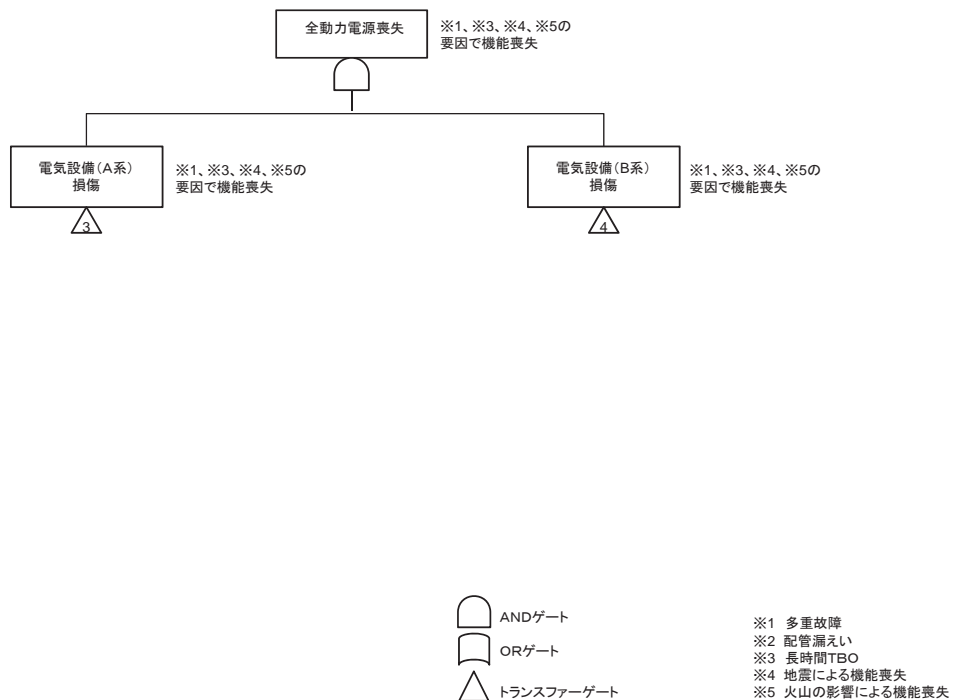 全動力電源喪失
※1、※3、※4、※5の
要因で機能喪失
電気設備(A系)
損傷
※1、※3、※4、※5の
要因で機能喪失
3
電気設備(B系)
損傷
※1、※3、※4、※5の
要因で機能喪失
4
ANDゲート
ORゲート
トランスファーゲート
※1 多重故障
※2 配管漏えい
※3 長時間TBO
※4 地震による機能喪失
※5 火山の影響による機能喪失